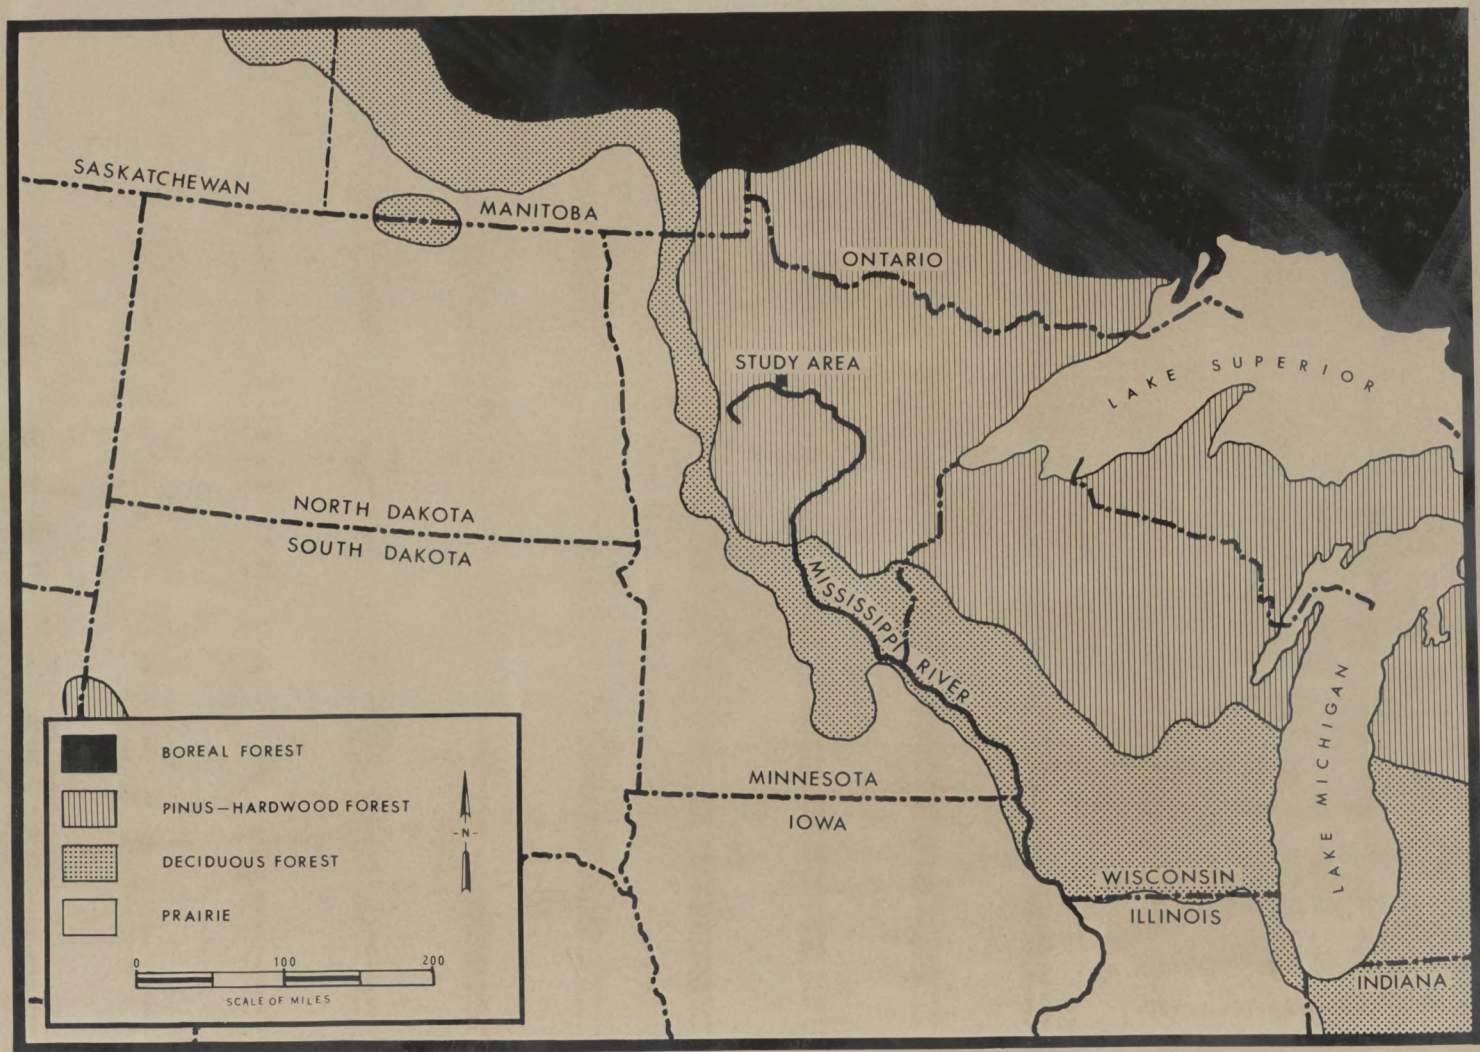 SASKATCHEWAN
MANITOBA
ONTARIO
STUDY AREA
LAKE SUPERIOR
NORTH DAKOTA
SOUTH DAKOTA
MISSISSIPPI RIVER
LAKE MICHIGAN
MINNESOTA
IOWA
WISCONSIN
ILLINOIS
INDIANA
BOREAL FOREST
PINUS–HARDWOOD FOREST
DECIDUOUS FOREST
PRAIRIE
-N-
0 100 200
SCALE OF MILES